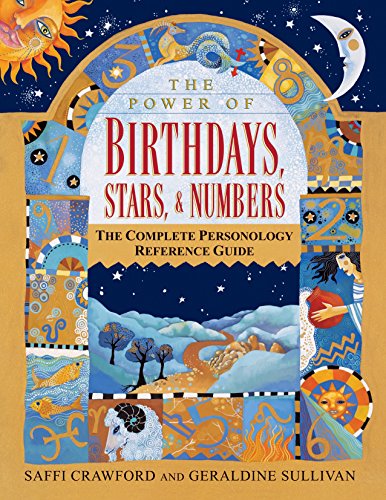 THE
POWER OF
BIRTHDAYS,
STARS, & NUMBERS
THE COMPLETE PERSONOLOGY
REFERENCE GUIDE
SAFFI CRAWFORD AND GERALDINE SULLIVAN